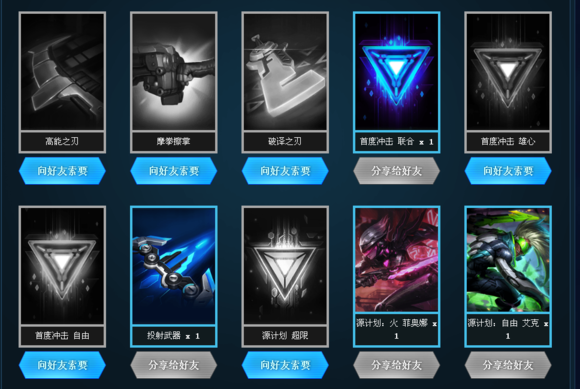 高能之刃 摩拳擦掌 破译之刃 首度冲击 联合 x 1 首度冲击 雄心
向好友索要 向好友索要 向好友索要 分享给好友 向好友索要
首度冲击 自由 投射武器 x 1 源计划 超限 源计划：火 菲奥娜 x 1 源计划：自由 艾克 x 1
向好友索要 分享给好友 向好友索要 分享给好友 分享给好友